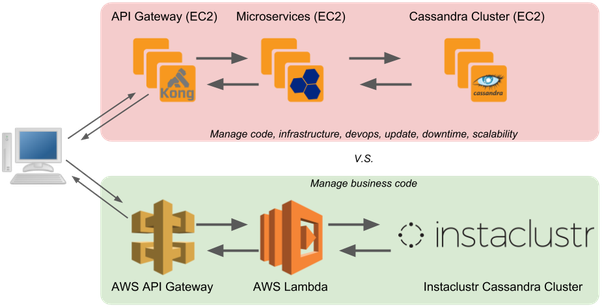 API Gateway (EC2) Microservices (EC2) Cassandra Cluster (EC2)
Kong
cassandra
Manage code, infrastructure, devops, update, downtime, scalability
V.S.
Manage business code
instaclustr
AWS API Gateway AWS Lambda Instaclustr Cassandra Cluster